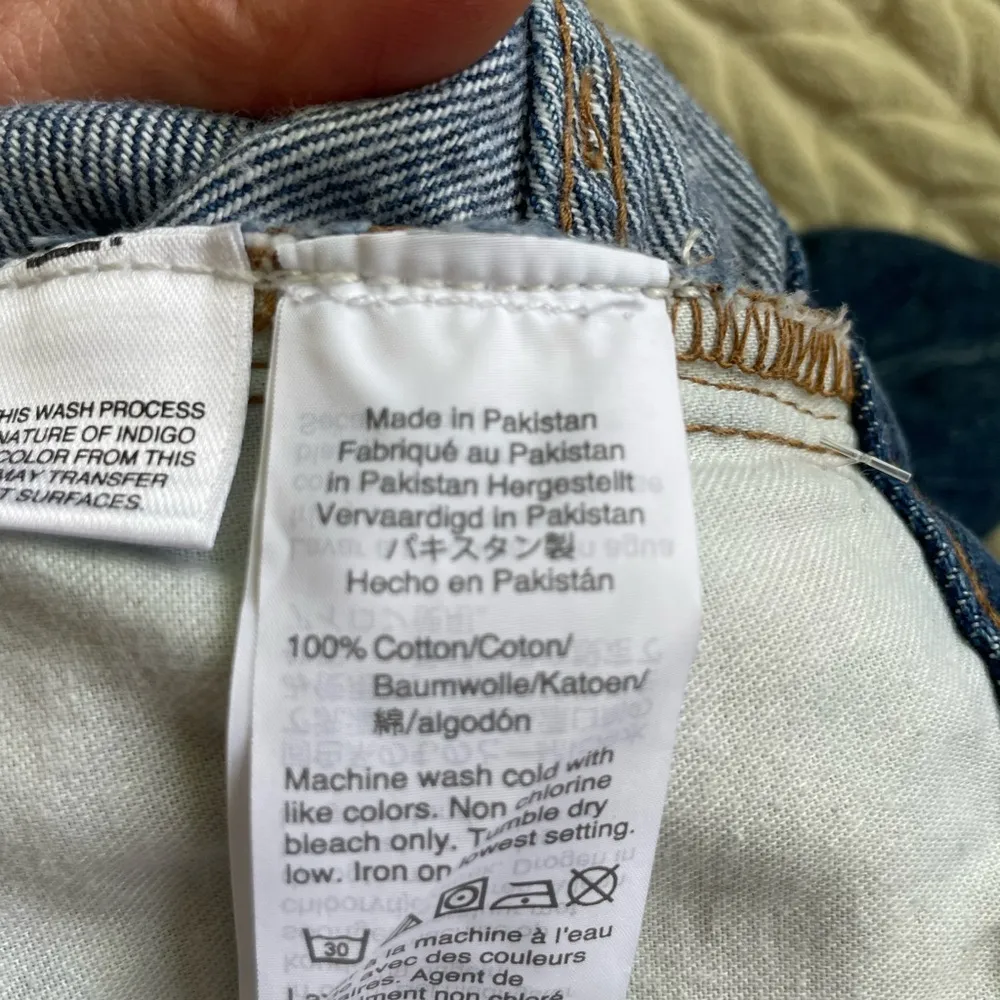 HIS WASH PROCESS
NATURE OF INDIGO
COLOR FROM THIS
MAY TRANSFER
T SURFACES.
Made in Pakistan
Fabriqué au Pakistan
in Pakistan Hergestellt
Vervaardigd in Pakistan
パキスタン製
Hecho en Pakistán
100% Cotton/Coton/
Baumwolle/Katoen/
綿/algodón
Machine wash cold with
like colors. Non chlorine
bleach only. Tumble dry
low. Iron on lowest setting.
30
à la machine à l'eau
avec des couleurs
Agent de
non chloré